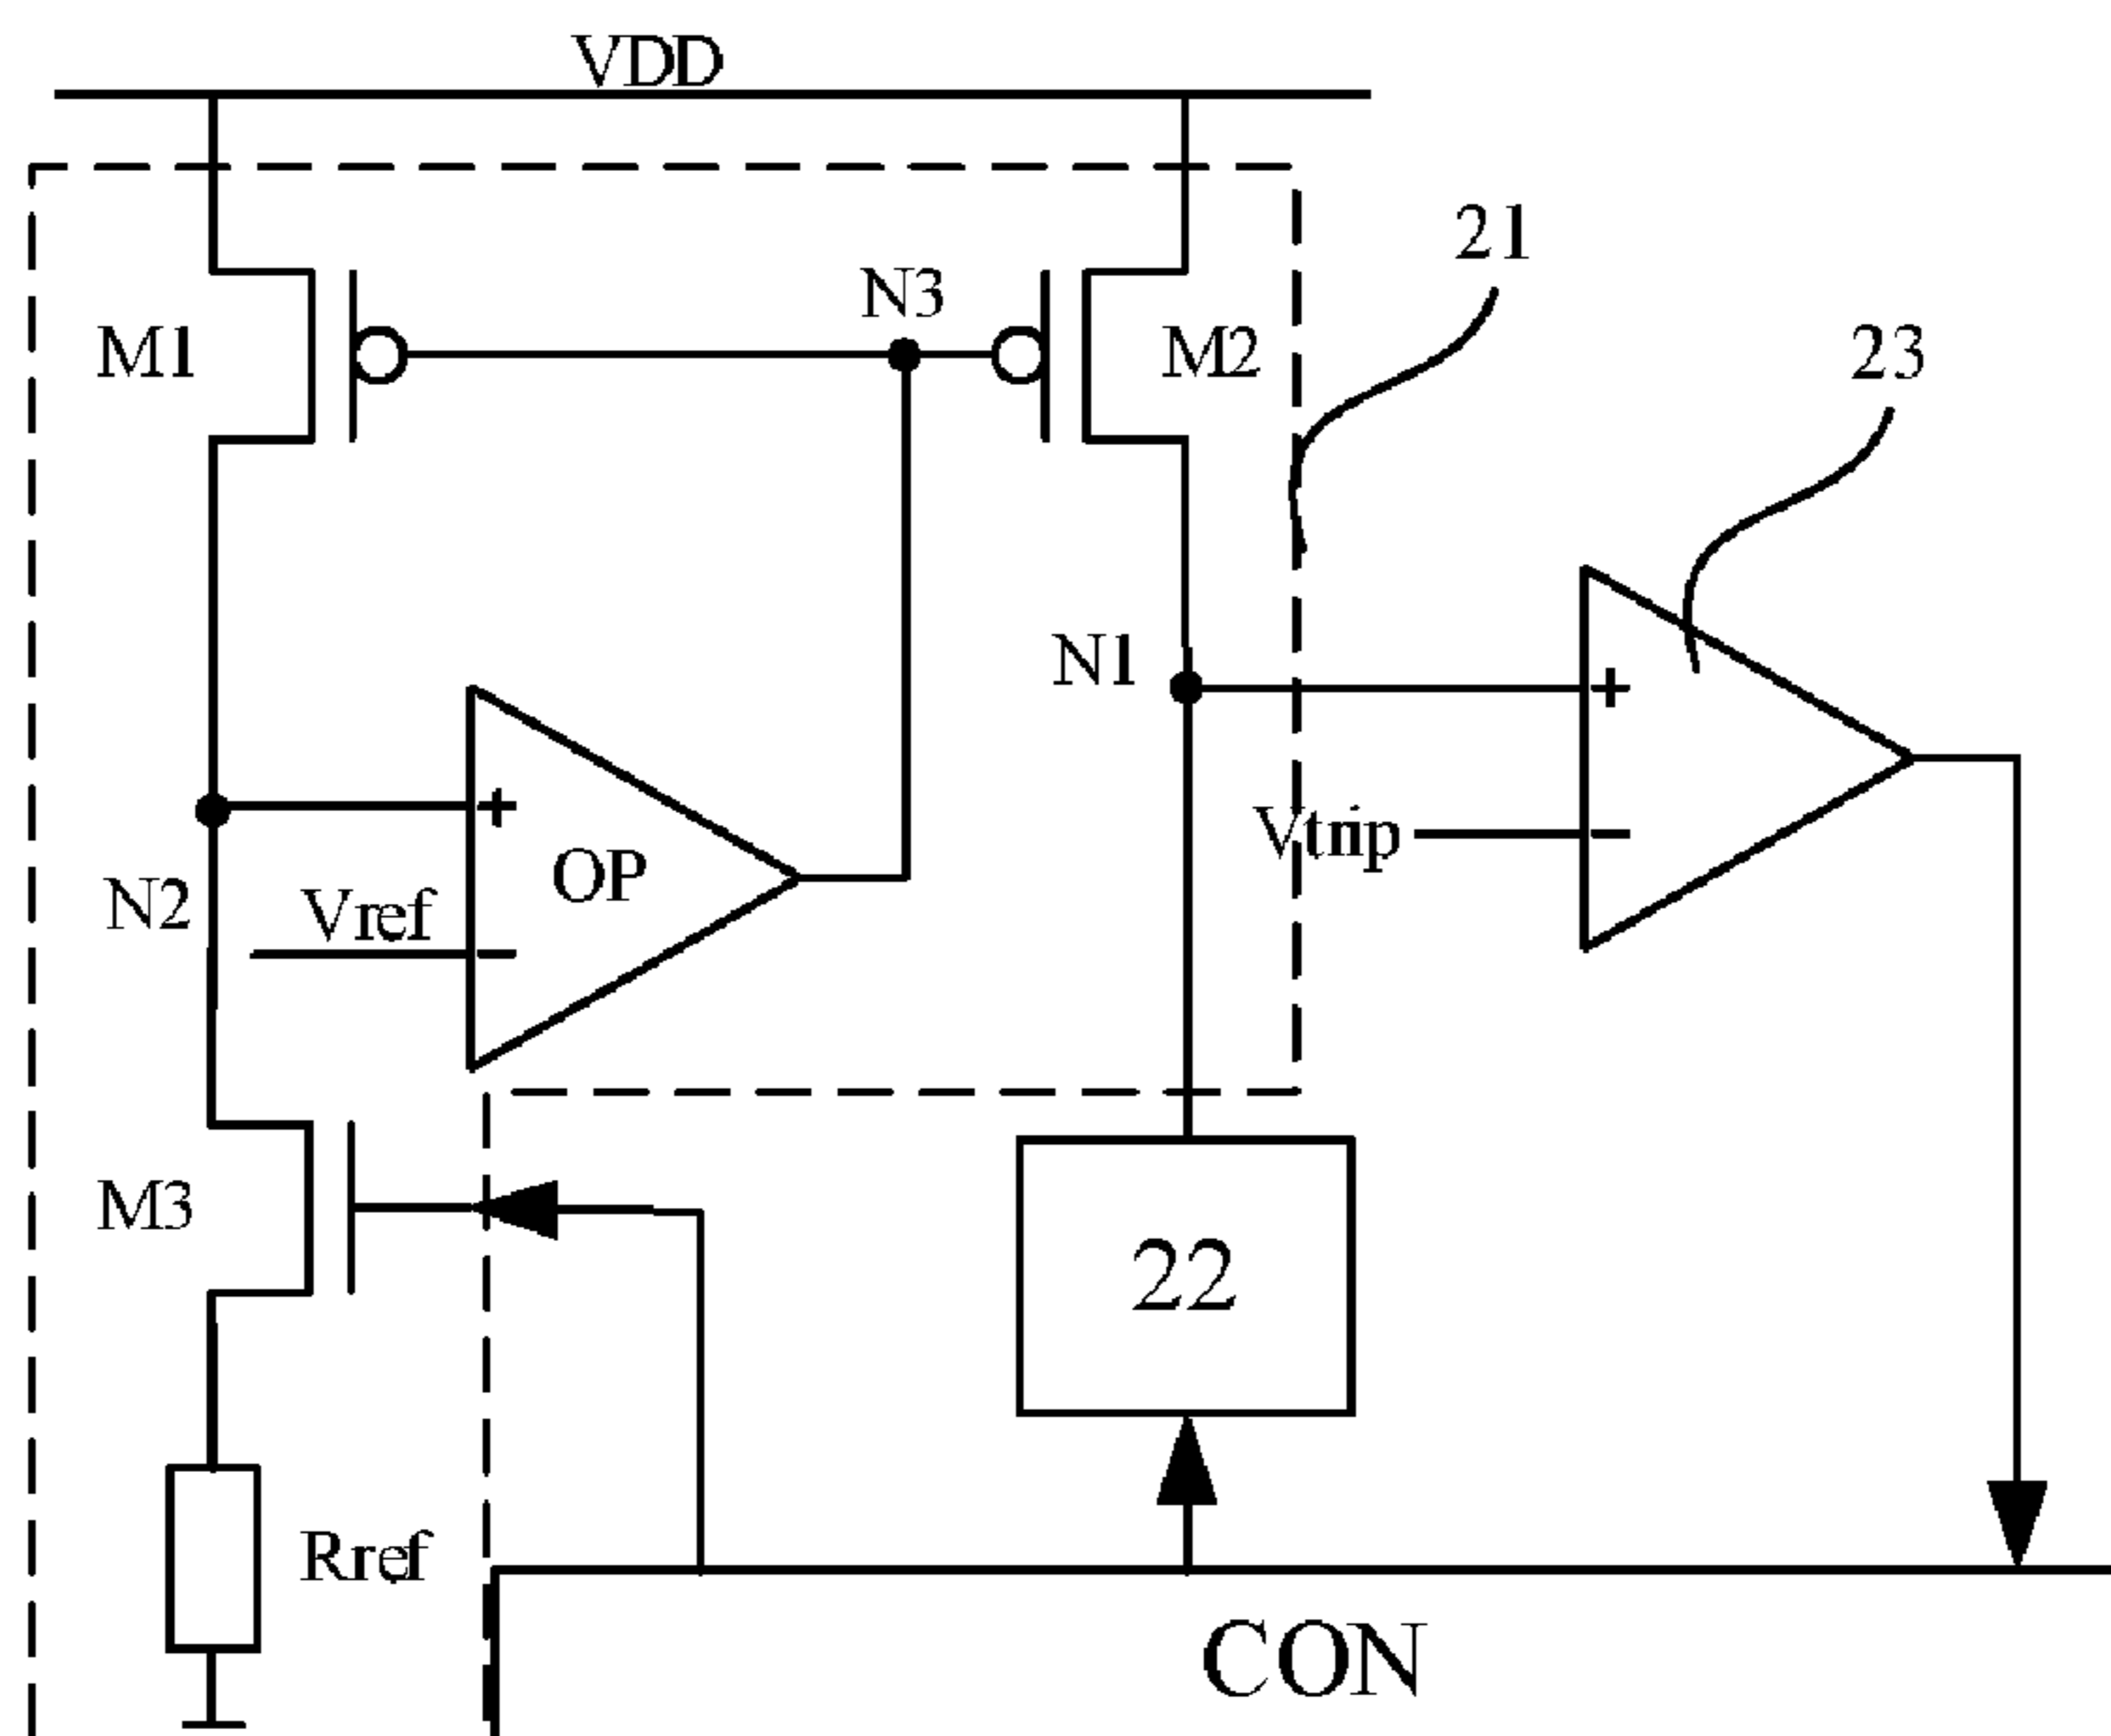 VDD
21
N3
M1
M2
23
N1
+
+
Vtrip
OP
N2
Vref
−
−
M3
22
Rref
CON